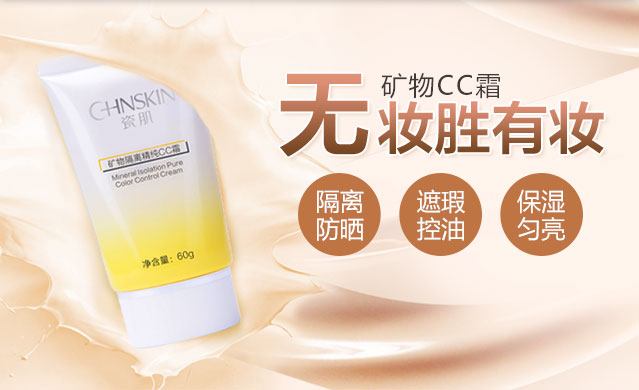 CHNSKIN
瓷肌
矿物隔离精纯CC霜
Mineral Isolation Pure
Color Control Cream
净含量：60g
矿物CC霜
无妆胜有妆
隔离
防晒
遮瑕
控油
保湿
匀亮